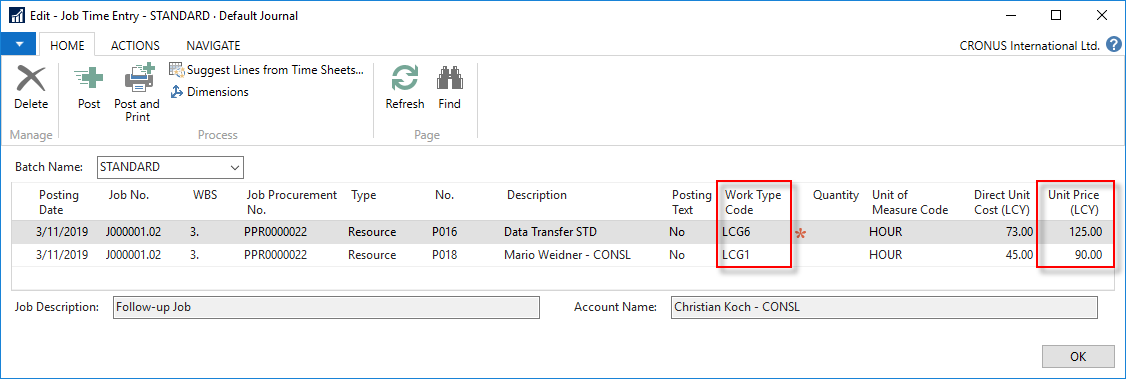 Edit - Job Time Entry - STANDARD · Default Journal
HOME ACTIONS NAVIGATE CRONUS International Ltd. ?
Delete
Post
Post and
Print
Suggest Lines from Time Sheets...
Dimensions
Refresh
Find
Manage Process Page
Batch Name: STANDARD
Posting Date Job No. WBS Job Procurement No. Type No. Description Posting Text Work Type Code Quantity Unit of Measure Code Direct Unit Cost (LCY) Unit Price (LCY)
3/11/2019 J000001.02 3. PPR0000022 Resource P016 Data Transfer STD No LCG6 * HOUR 73.00 125.00
3/11/2019 J000001.02 3. PPR0000022 Resource P018 Mario Weidner - CONSL No LCG1 HOUR 45.00 90.00
Job Description: Follow-up Job Account Name: Christian Koch - CONSL
OK